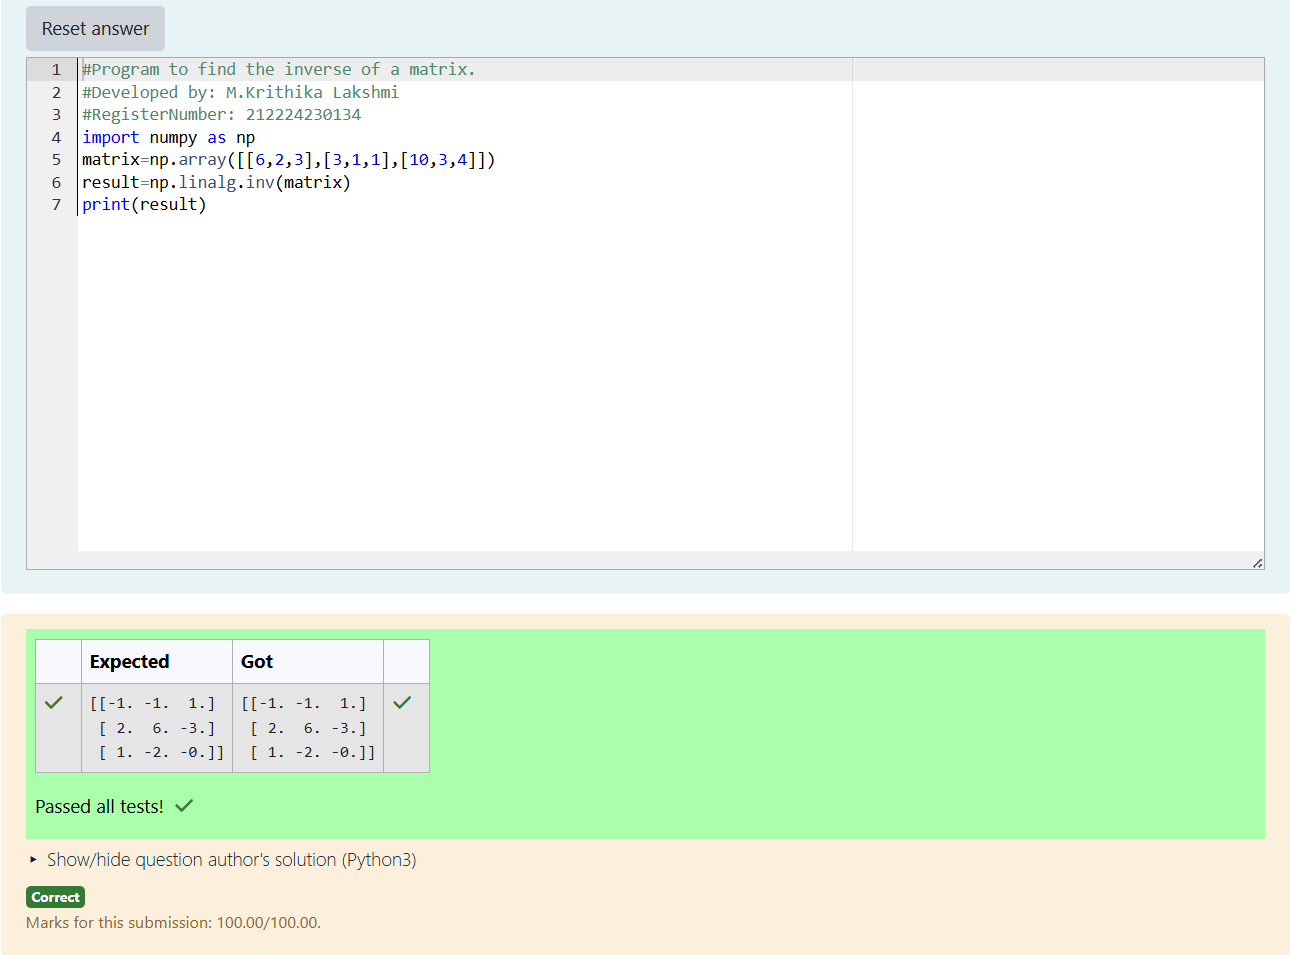 Reset answer
1 #Program to find the inverse of a matrix.
2 #Developed by: M.Krithika Lakshmi
3 #RegisterNumber: 212224230134
4 import numpy as np
5 matrix=np.array([[6,2,3],[3,1,1],[10,3,4]])
6 result=np.linalg.inv(matrix)
7 print(result)
Expected Got
[[-1. -1.  1.] [[-1. -1.  1.]
[ 2.  6. -3.] [ 2.  6. -3.]
[ 1. -2. -0.]] [ 1. -2. -0.]]
Passed all tests!
Show/hide question author's solution (Python3)
Correct
Marks for this submission: 100.00/100.00.